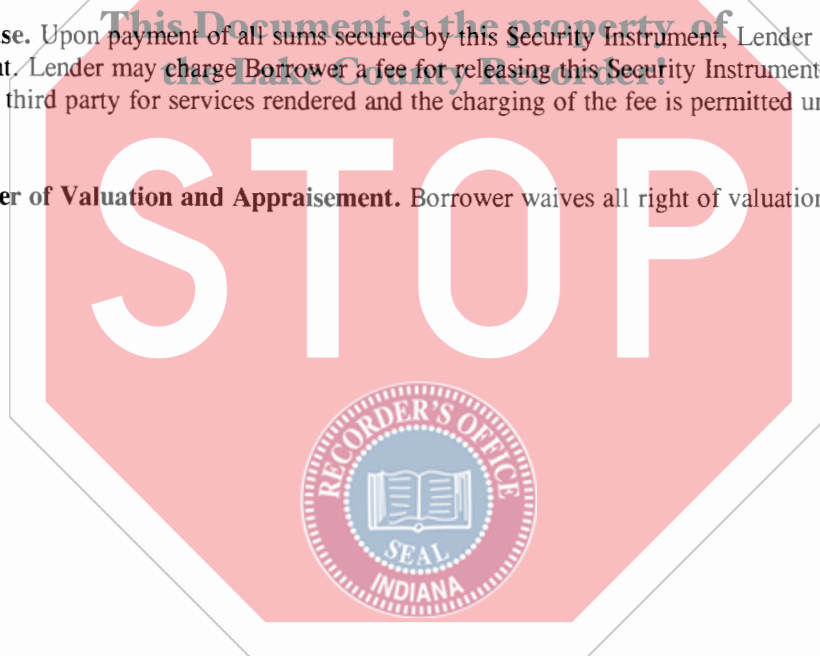 This Document is the property of
se. Upon payment of all sums secured by this Security Instrument, Lender
the Lake County Recorder!
t. Lender may charge Borrower a fee for releasing this Security Instrument
third party for services rendered and the charging of the fee is permitted un
er of Valuation and Appraisement. Borrower waives all right of valuation
STOP
RECORDER'S OFFICE
SEAL
INDIANA